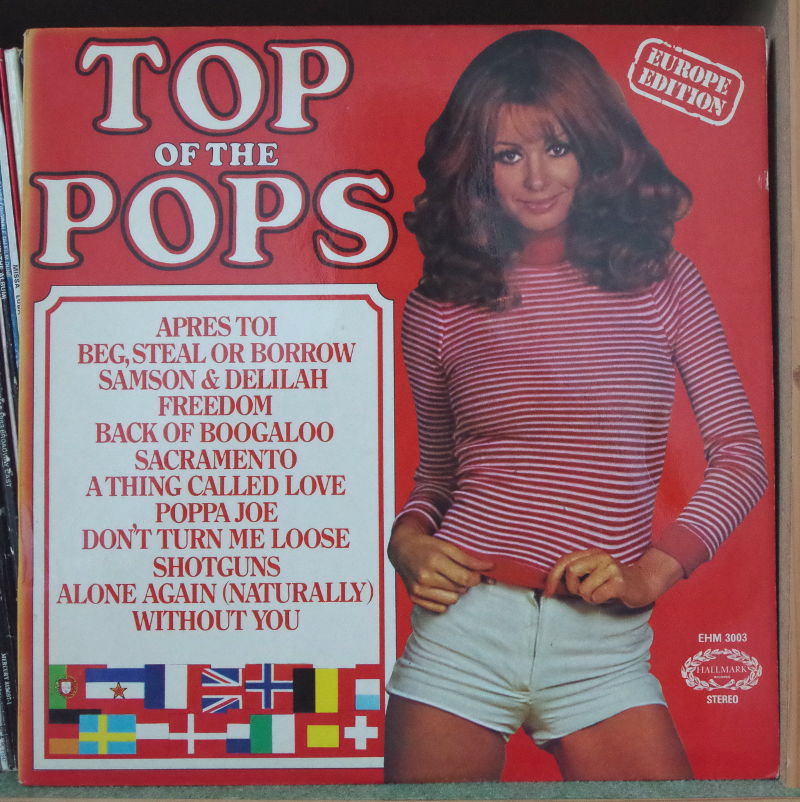 TOP
OF THE
POPS
EUROPE
EDITION
APRES TOI
BEG, STEAL OR BORROW
SAMSON & DELILAH
FREEDOM
BACK OF BOOGALOO
SACRAMENTO
A THING CALLED LOVE
POPPA JOE
DON'T TURN ME LOOSE
SHOTGUNS
ALONE AGAIN (NATURALLY)
WITHOUT YOU
EHM 3003
HALLMARK
RECORDS
STEREO